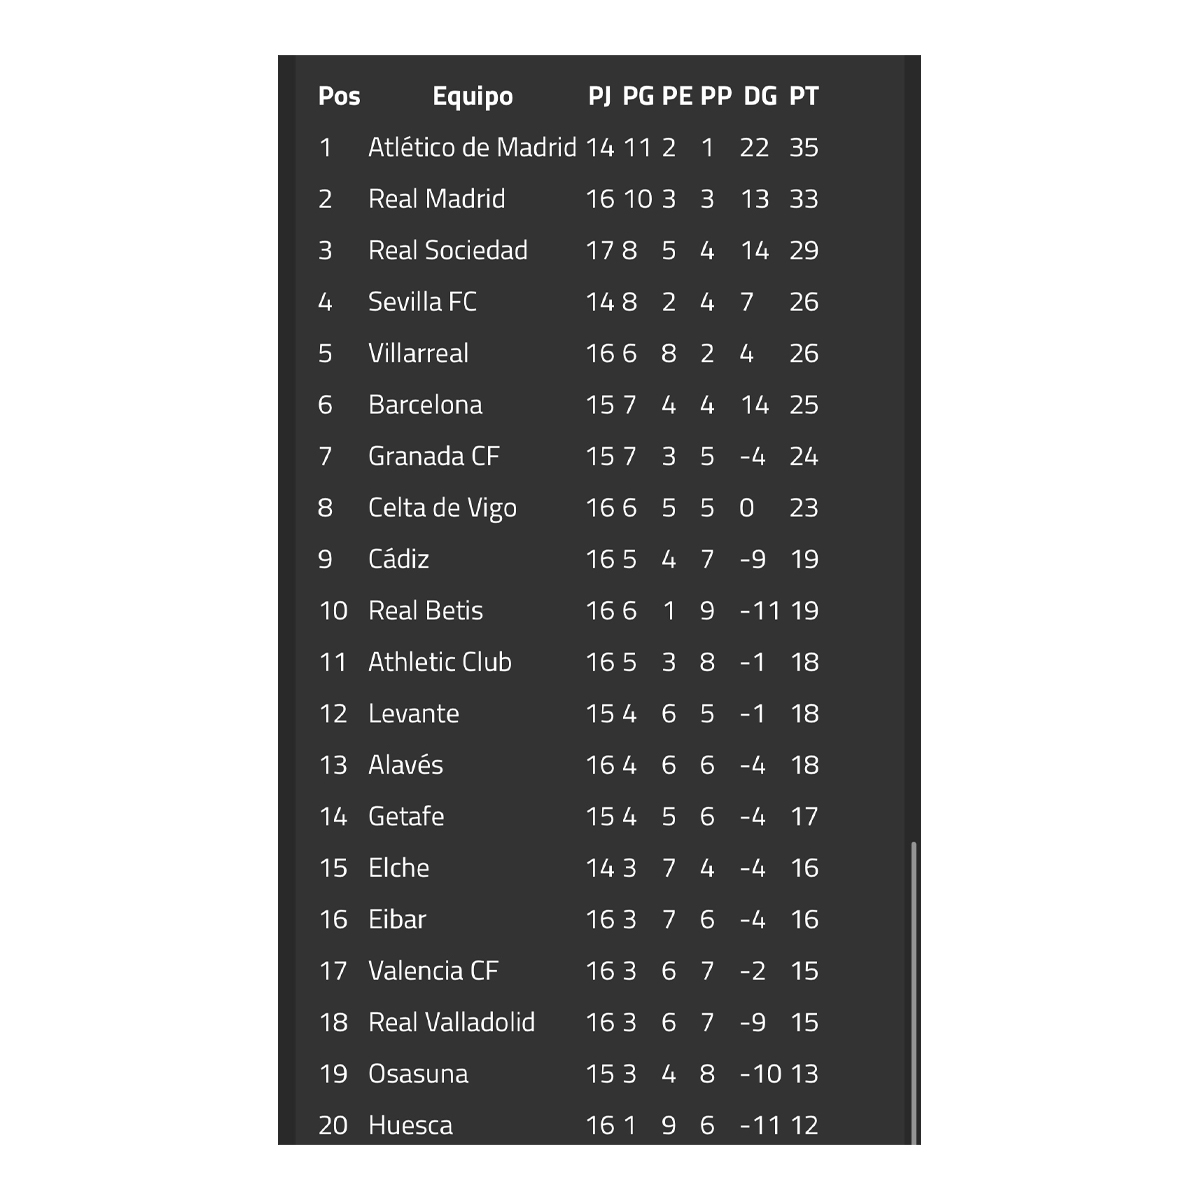 Pos Equipo PJ PG PE PP DG PT
1 Atlético de Madrid 14 11 2 1 22 35
2 Real Madrid 16 10 3 3 13 33
3 Real Sociedad 17 8 5 4 14 29
4 Sevilla FC 14 8 2 4 7 26
5 Villarreal 16 6 8 2 4 26
6 Barcelona 15 7 4 4 14 25
7 Granada CF 15 7 3 5 -4 24
8 Celta de Vigo 16 6 5 5 0 23
9 Cádiz 16 5 4 7 -9 19
10 Real Betis 16 6 1 9 -11 19
11 Athletic Club 16 5 3 8 -1 18
12 Levante 15 4 6 5 -1 18
13 Alavés 16 4 6 6 -4 18
14 Getafe 15 4 5 6 -4 17
15 Elche 14 3 7 4 -4 16
16 Eibar 16 3 7 6 -4 16
17 Valencia CF 16 3 6 7 -2 15
18 Real Valladolid 16 3 6 7 -9 15
19 Osasuna 15 3 4 8 -10 13
20 Huesca 16 1 9 6 -11 12